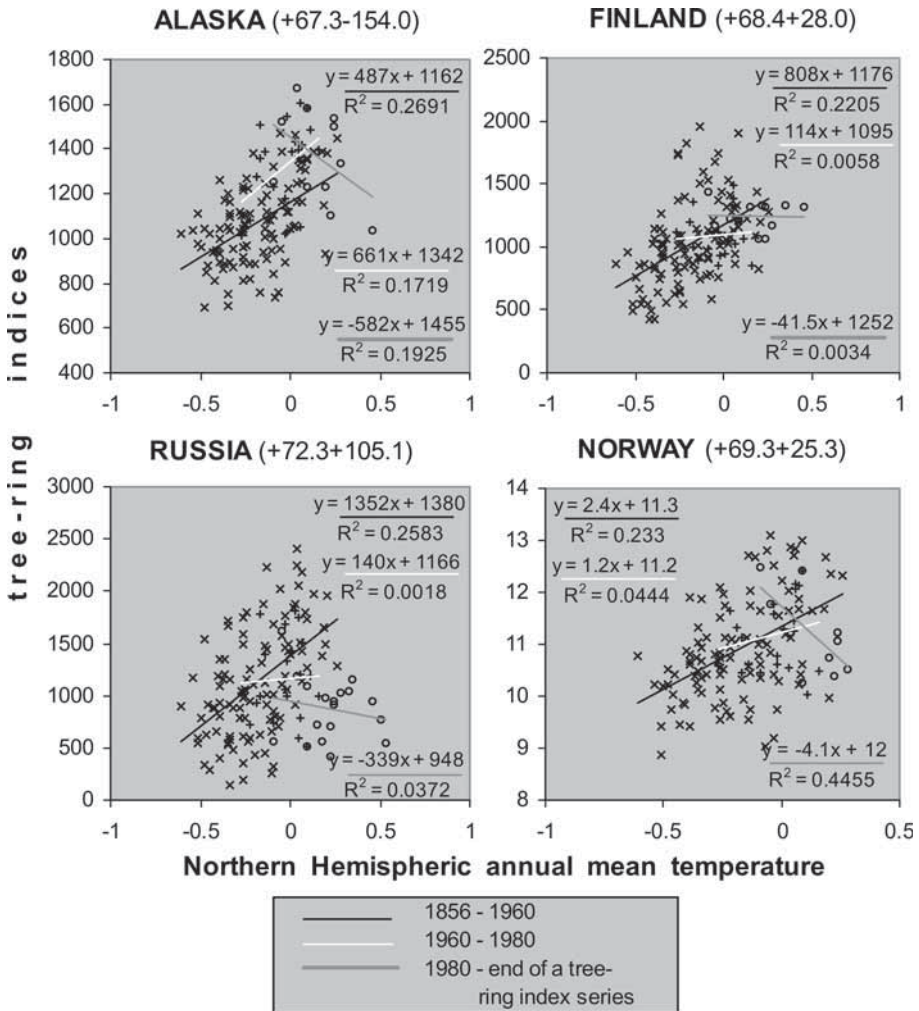 ALASKA (+67.3-154.0)
1800
1600
1400
1200
1000
800
600
400
-1
-0.5
0
0.5
1
y = 487x + 1162
R² = 0.2691
y = 661x + 1342
R² = 0.1719
y = -582x + 1455
R² = 0.1925
FINLAND (+68.4+28.0)
2500
2000
1500
1000
500
0
-1
-0.5
0
0.5
1
y = 808x + 1176
R² = 0.2205
y = 114x + 1095
R² = 0.0058
y = -41.5x + 1252
R² = 0.0034
tree-ring indices
RUSSIA (+72.3+105.1)
3000
2500
2000
1500
1000
500
0
-1
-0.5
0
0.5
1
y = 1352x + 1380
R² = 0.2583
y = 140x + 1166
R² = 0.0018
y = -339x + 948
R² = 0.0372
NORWAY (+69.3+25.3)
14
13
12
11
10
9
8
-1
-0.5
0
0.5
y = 2.4x + 11.3
R² = 0.233
y = 1.2x + 11.2
R² = 0.0444
y = -4.1x + 12
R² = 0.4455
Northern Hemispheric annual mean temperature
1856 - 1960
1960 - 1980
1980 - end of a tree-
ring index series